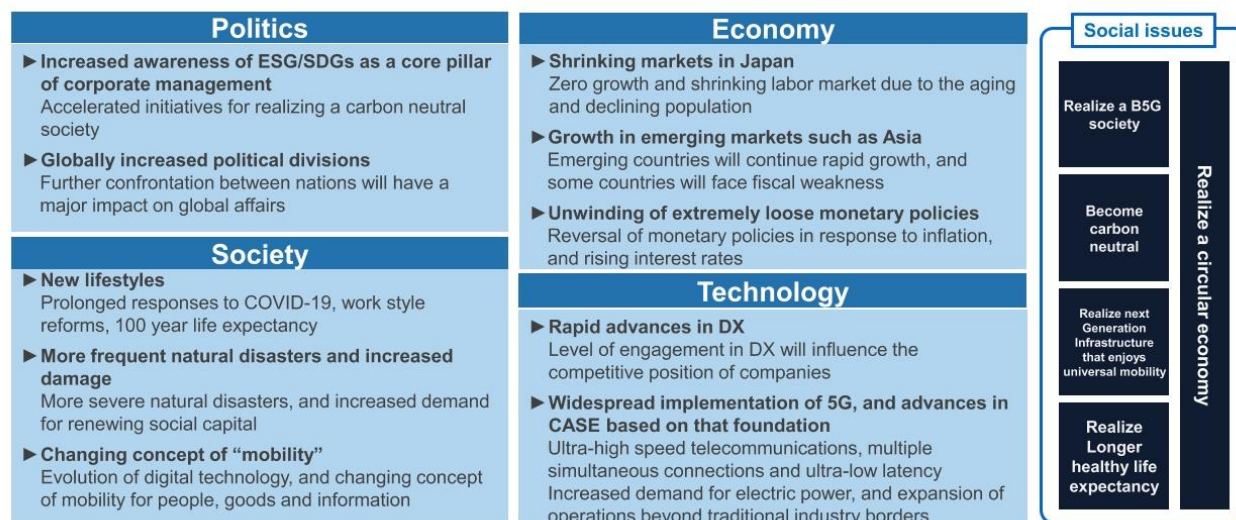 Politics
►Increased awareness of ESG/SDGs as a core pillar
of corporate management
Accelerated initiatives for realizing a carbon neutral
society
►Globally increased political divisions
Further confrontation between nations will have a
major impact on global affairs
Society
►New lifestyles
Prolonged responses to COVID-19, work style
reforms, 100 year life expectancy
►More frequent natural disasters and increased
damage
More severe natural disasters, and increased demand
for renewing social capital
►Changing concept of “mobility”
Evolution of digital technology, and changing concept
of mobility for people, goods and information
Economy
►Shrinking markets in Japan
Zero growth and shrinking labor market due to the aging
and declining population
►Growth in emerging markets such as Asia
Emerging countries will continue rapid growth, and
some countries will face fiscal weakness
►Unwinding of extremely loose monetary policies
Reversal of monetary policies in response to inflation,
and rising interest rates
Technology
►Rapid advances in DX
Level of engagement in DX will influence the
competitive position of companies
►Widespread implementation of 5G, and advances in
CASE based on that foundation
Ultra-high speed telecommunications, multiple
simultaneous connections and ultra-low latency
Increased demand for electric power, and expansion of
operations beyond traditional industry borders
Social issues
Realize a B5G
society
Become
carbon
neutral
Realize next
Generation
Infrastructure
that enjoys
universal mobility
Realize
Longer
healthy life
expectancy
Realize a circular economy